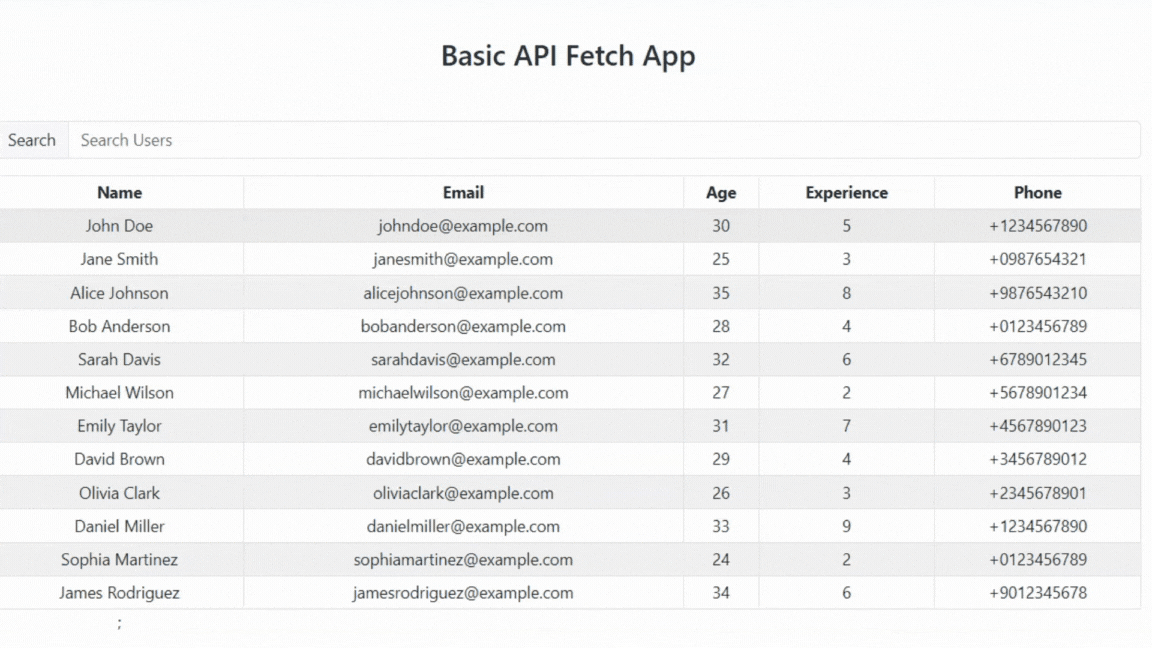 Basic API Fetch App
Search Search Users
Name Email Age Experience Phone
John Doe johndoe@example.com 30 5 +1234567890
Jane Smith janesmith@example.com 25 3 +0987654321
Alice Johnson alicejohnson@example.com 35 8 +9876543210
Bob Anderson bobanderson@example.com 28 4 +0123456789
Sarah Davis sarahdavis@example.com 32 6 +6789012345
Michael Wilson michaelwilson@example.com 27 2 +5678901234
Emily Taylor emilytaylor@example.com 31 7 +4567890123
David Brown davidbrown@example.com 29 4 +3456789012
Olivia Clark oliviaclark@example.com 26 3 +2345678901
Daniel Miller danielmiller@example.com 33 9 +1234567890
Sophia Martinez sophiamartinez@example.com 24 2 +0123456789
James Rodriguez jamesrodriguez@example.com 34 6 +9012345678
;